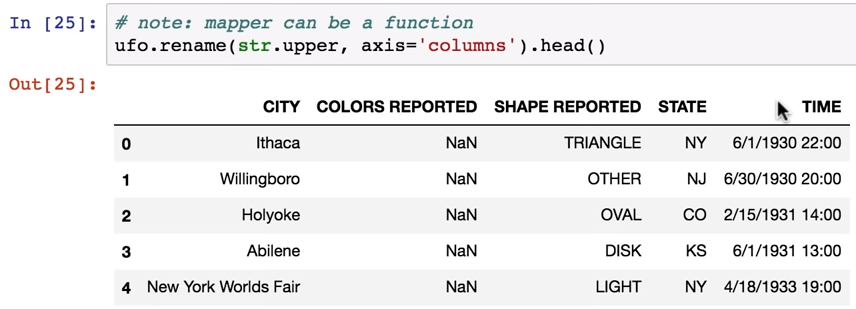 In [25]: # note: mapper can be a function
ufo.rename(str.upper, axis='columns').head()
Out[25]:
CITY COLORS REPORTED SHAPE REPORTED STATE TIME
0 Ithaca NaN TRIANGLE NY 6/1/1930 22:00
1 Willingboro NaN OTHER NJ 6/30/1930 20:00
2 Holyoke NaN OVAL CO 2/15/1931 14:00
3 Abilene NaN DISK KS 6/1/1931 13:00
4 New York Worlds Fair NaN LIGHT NY 4/18/1933 19:00